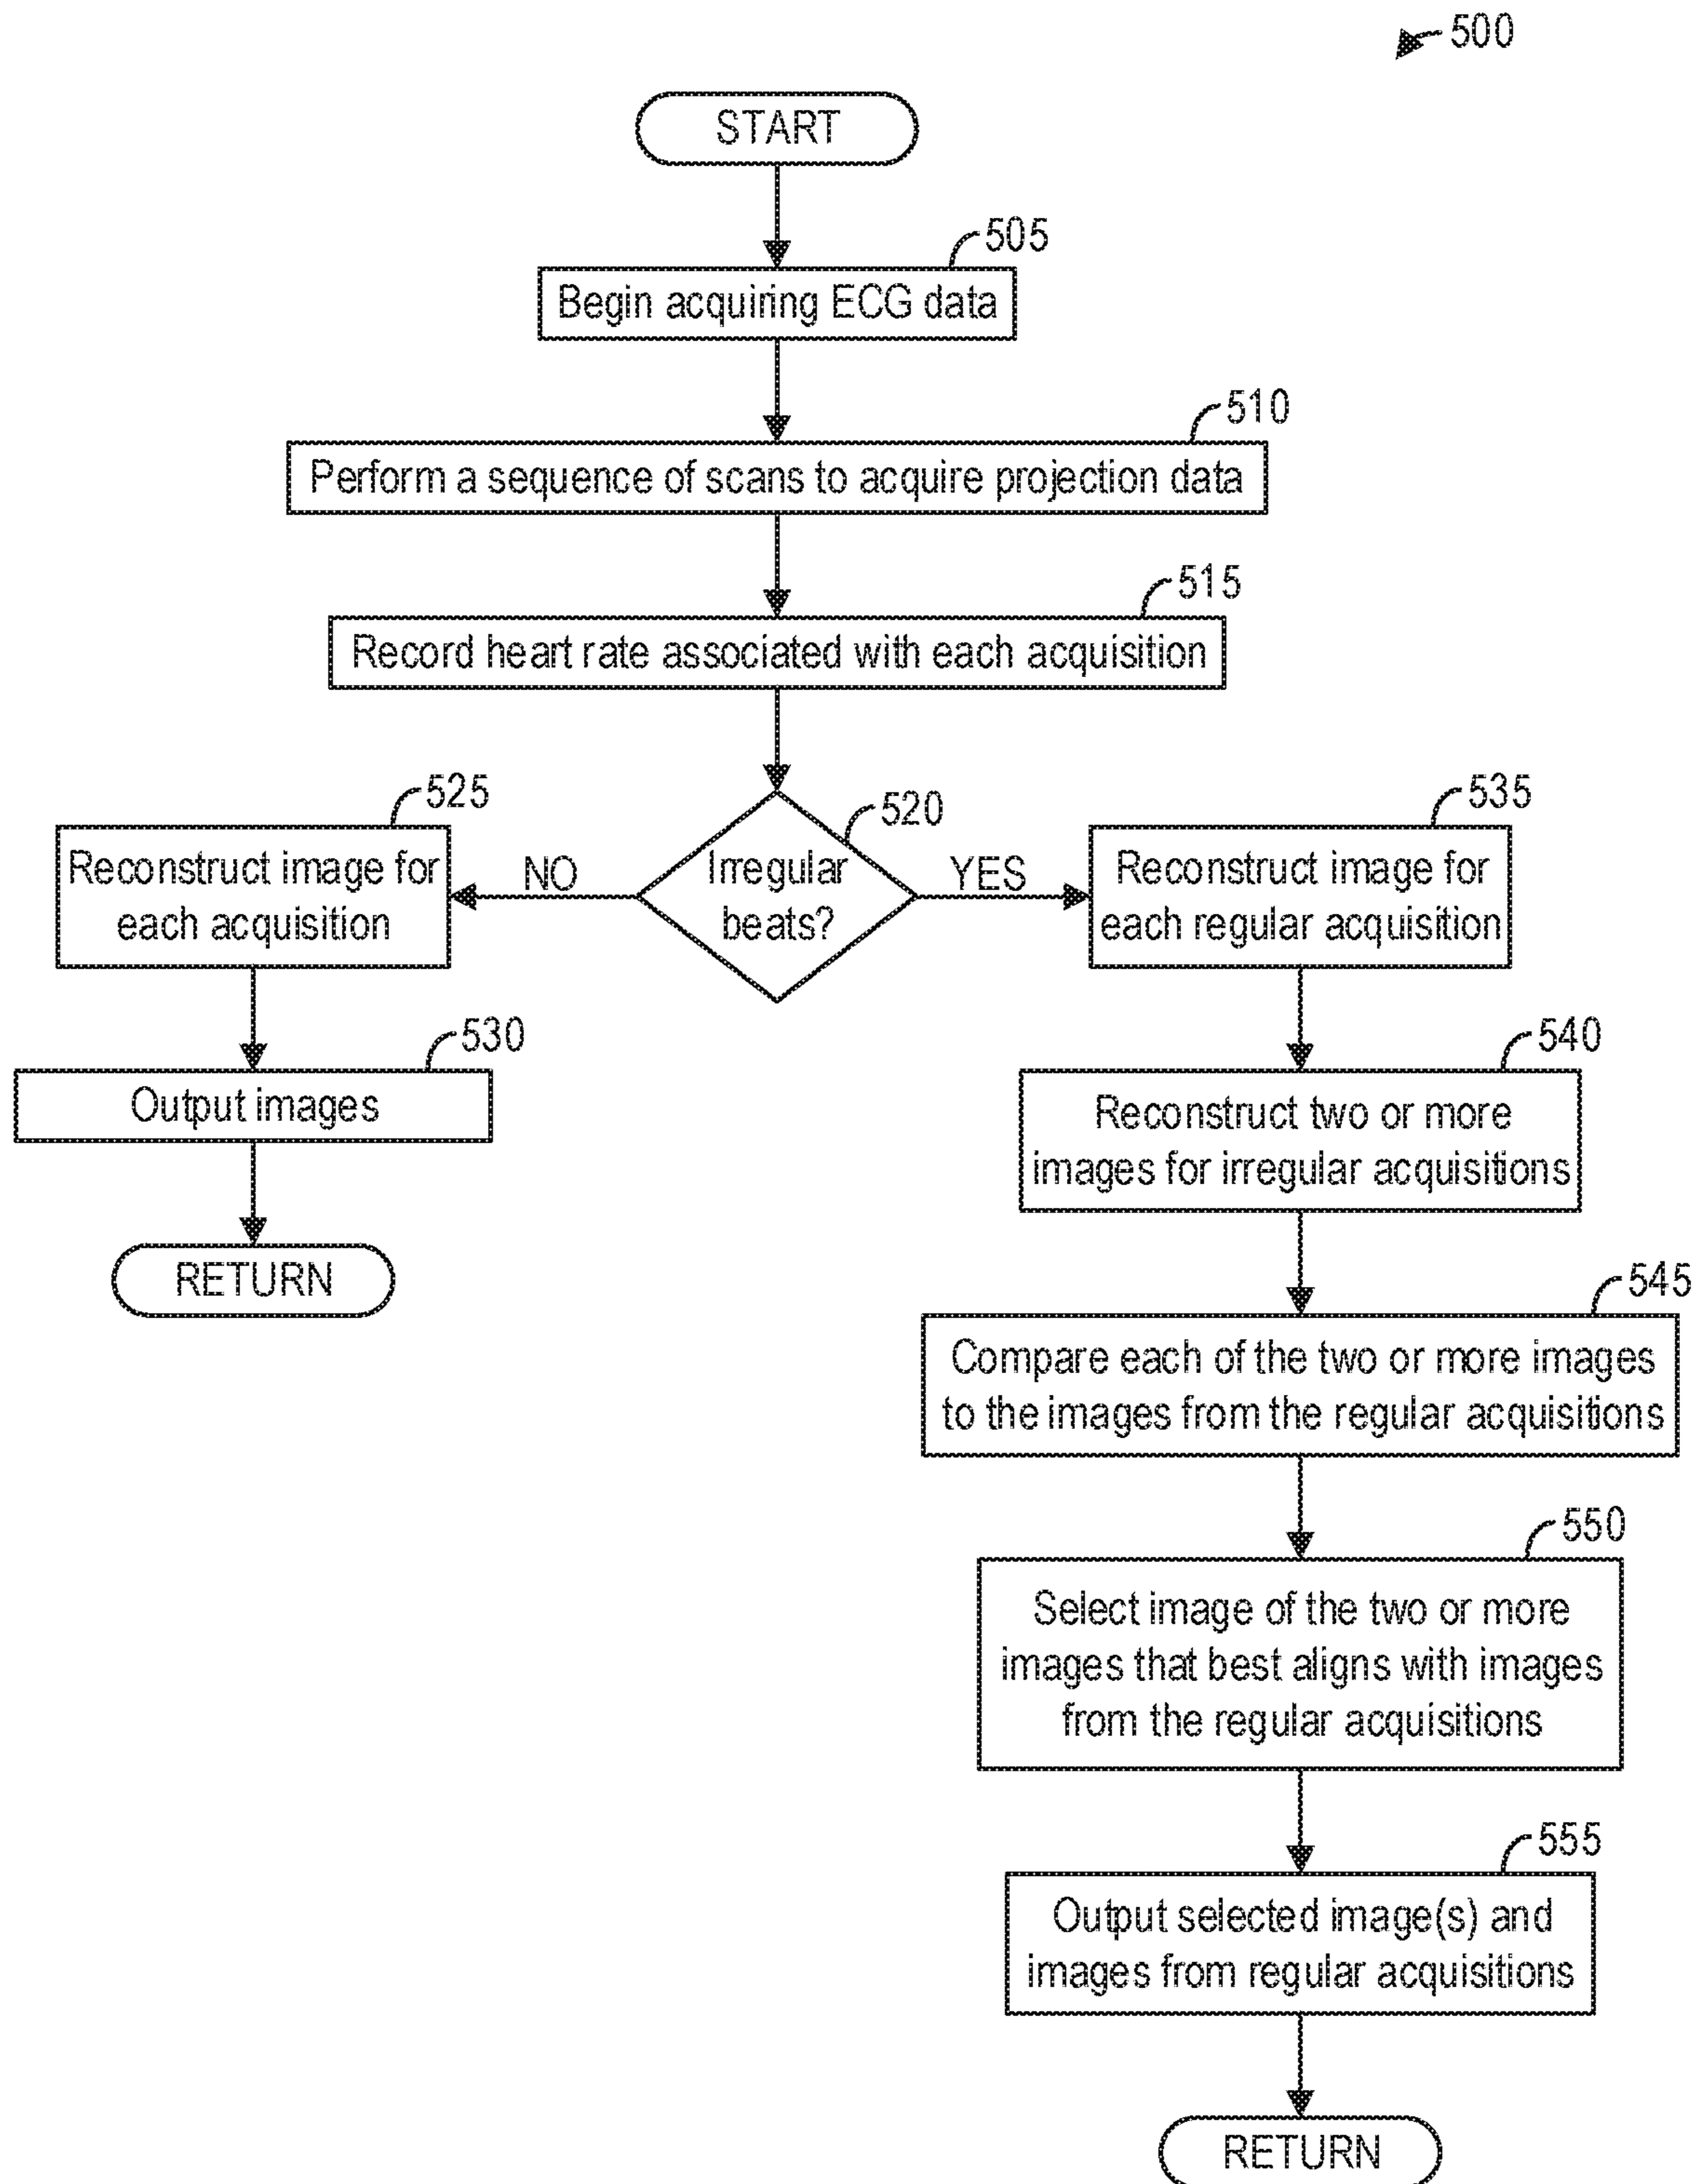 500
START
505
Begin acquiring ECG data
510
Perform a sequence of scans to acquire projection data
515
Record heart rate associated with each acquisition
520
Irregular
beats?
NO
YES
525
Reconstruct image for
each acquisition
530
Output images
RETURN
535
Reconstruct image for
each regular acquisition
540
Reconstruct two or more
images for irregular acquisitions
545
Compare each of the two or more images
to the images from the regular acquisitions
550
Select image of the two or more
images that best aligns with images
from the regular acquisitions
555
Output selected image(s) and
images from regular acquisitions
RETURN